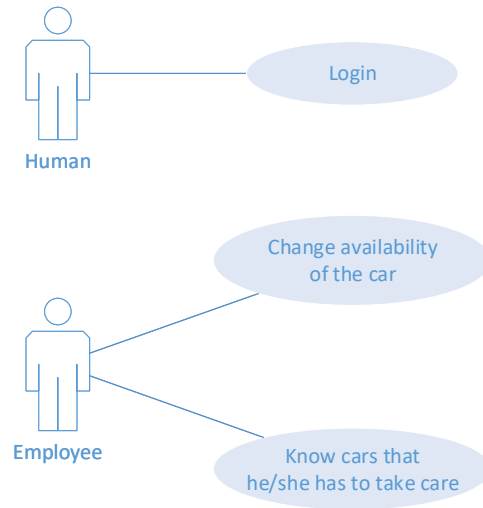 Login
Human
Change availability
of the car
Employee
Know cars that
he/she has to take care